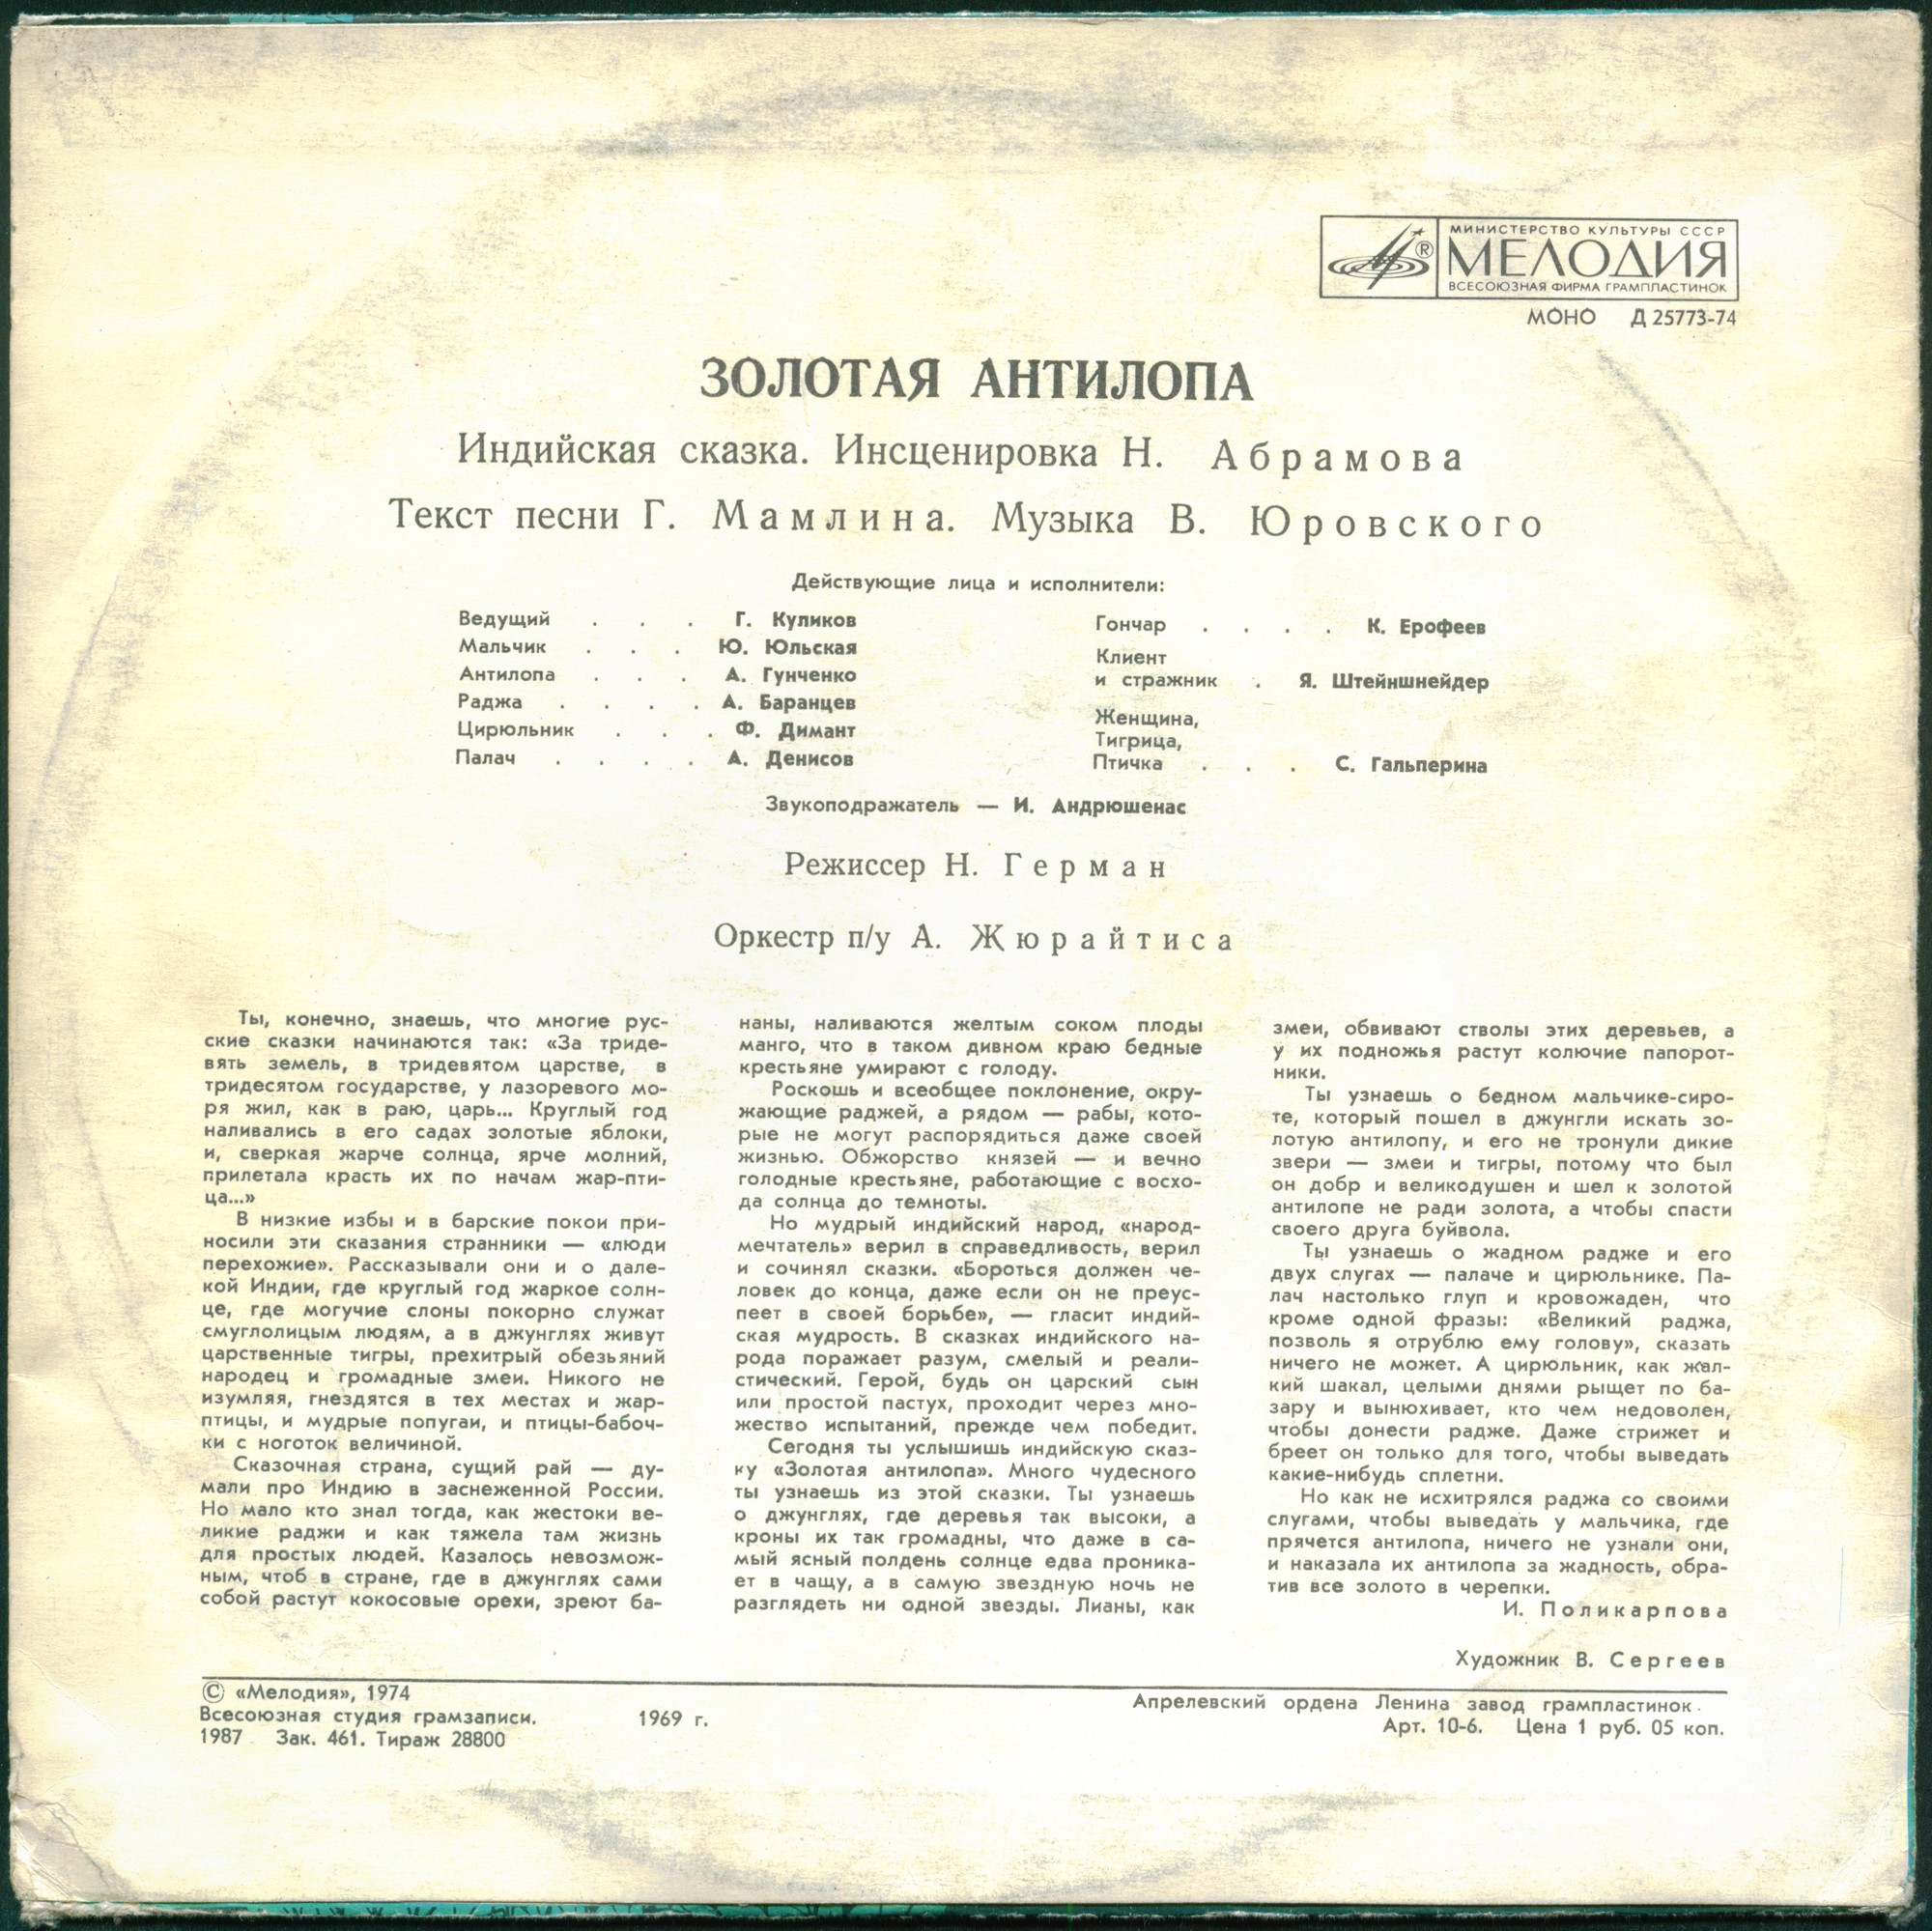 МИНИСТЕРСТВО КУЛЬТУРЫ СССР
МЕЛОДИЯ
ВСЕСОЮЗНАЯ ФИРМА ГРАМПЛАСТИНОК
МОНО Д 25773-74
ЗОЛОТАЯ АНТИЛОПА
Индийская сказка. Инсценировка Н. Абрамова
Текст песни Г. Мамлина. Музыка В. Юровского
Действующие лица и исполнители:
Ведущий . . . Г. Куликов
Мальчик . . . Ю. Юльская
Антилопа . . . А. Гунченко
Раджа . . . . А. Баранцев
Цирюльник . . . Ф. Димант
Палач . . . . А. Денисов
Гончар . . . . К. Ерофеев
Клиент
и стражник . Я. Штейншнейдер
Женщина,
Тигрица,
Птичка . . . С. Гальперина
Звукоподражатель — И. Андрюшенас
Режиссер Н. Герман
Оркестр п/у А. Жюрайтиса
Ты, конечно, знаешь, что многие рус-
ские сказки начинаются так: «За триде-
вять земель, в тридевятом царстве, в
тридесятом государстве, у лазоревого мо-
ря жил, как в раю, царь... Круглый год
наливались в его садах золотые яблоки,
и, сверкая жарче солнца, ярче молний,
прилетала красть их по начам жар-пти-
ца...»
В низкие избы и в барские покои при-
носили эти сказания странники — «люди
перехожие». Рассказывали они и о дале-
кой Индии, где круглый год жаркое солн-
це, где могучие слоны покорно служат
смуглолицым людям, а в джунглях живут
царственные тигры, прехитрый обезьяний
народец и громадные змеи. Никого не
изумляя, гнездятся в тех местах и жар-
птицы, и мудрые попугаи, и птицы-бабоч-
ки с ноготок величиной.
Сказочная страна, сущий рай — ду-
мали про Индию в заснеженной России.
Но мало кто знал тогда, как жестоки ве-
ликие раджи и как тяжела там жизнь
для простых людей. Казалось невозмож-
ным, чтоб в стране, где в джунглях сами
собой растут кокосовые орехи, зреют ба-
наны, наливаются желтым соком плоды
манго, что в таком дивном краю бедные
крестьяне умирают с голоду.
Роскошь и всеобщее поклонение, окру-
жающие раджей, а рядом — рабы, кото-
рые не могут распорядиться даже своей
жизнью. Обжорство князей — и вечно
голодные крестьяне, работающие с восхо-
да солнца до темноты.
Но мудрый индийский народ, «народ-
мечтатель» верил в справедливость, верил
и сочинял сказки. «Бороться должен че-
ловек до конца, даже если он не преус-
пеет в своей борьбе», — гласит индий-
ская мудрость. В сказках индийского на-
рода поражает разум, смелый и реали-
стический. Герой, будь он царский сын
или простой пастух, проходит через мно-
жество испытаний, прежде чем победит.
Сегодня ты услышишь индийскую сказ-
ку «Золотая антилопа». Много чудесного
ты узнаешь из этой сказки. Ты узнаешь
о джунглях, где деревья так высоки, а
кроны их так громадны, что даже в са-
мый ясный полдень солнце едва проника-
ет в чащу, а в самую звездную ночь не
разглядеть ни одной звезды. Лианы, как
змеи, обвивают стволы этих деревьев, а
у их подножья растут колючие папорот-
ники.
Ты узнаешь о бедном мальчике-сиро-
те, который пошел в джунгли искать зо-
лотую антилопу, и его не тронули дикие
звери — змеи и тигры, потому что был
он добр и великодушен и шел к золотой
антилопе не ради золота, а чтобы спасти
своего друга буйвола.
Ты узнаешь о жадном радже и его
двух слугах — палаче и цирюльнике. Па-
лач настолько глуп и кровожаден, что
кроме одной фразы: «Великий раджа,
позволь я отрублю ему голову», сказать
ничего не может. А цирюльник, как жал-
кий шакал, целыми днями рыщет по ба-
зару и вынюхивает, кто чем недоволен,
чтобы донести радже. Даже стрижет и
бреет он только для того, чтобы выведать
какие-нибудь сплетни.
Но как не исхитрялся раджа со своими
слугами, чтобы выведать у мальчика, где
прячется антилопа, ничего не узнали они,
и наказала их антилопа за жадность, обра-
тив все золото в черепки.
И. Поликарпова
Художник В. Сергеев
© «Мелодия», 1974
Всесоюзная студия грамзаписи. 1969 г.
1987 Зак. 461. Тираж 28800
Апрелевский ордена Ленина завод грампластинок.
Арт. 10-6. Цена 1 руб. 05 коп.